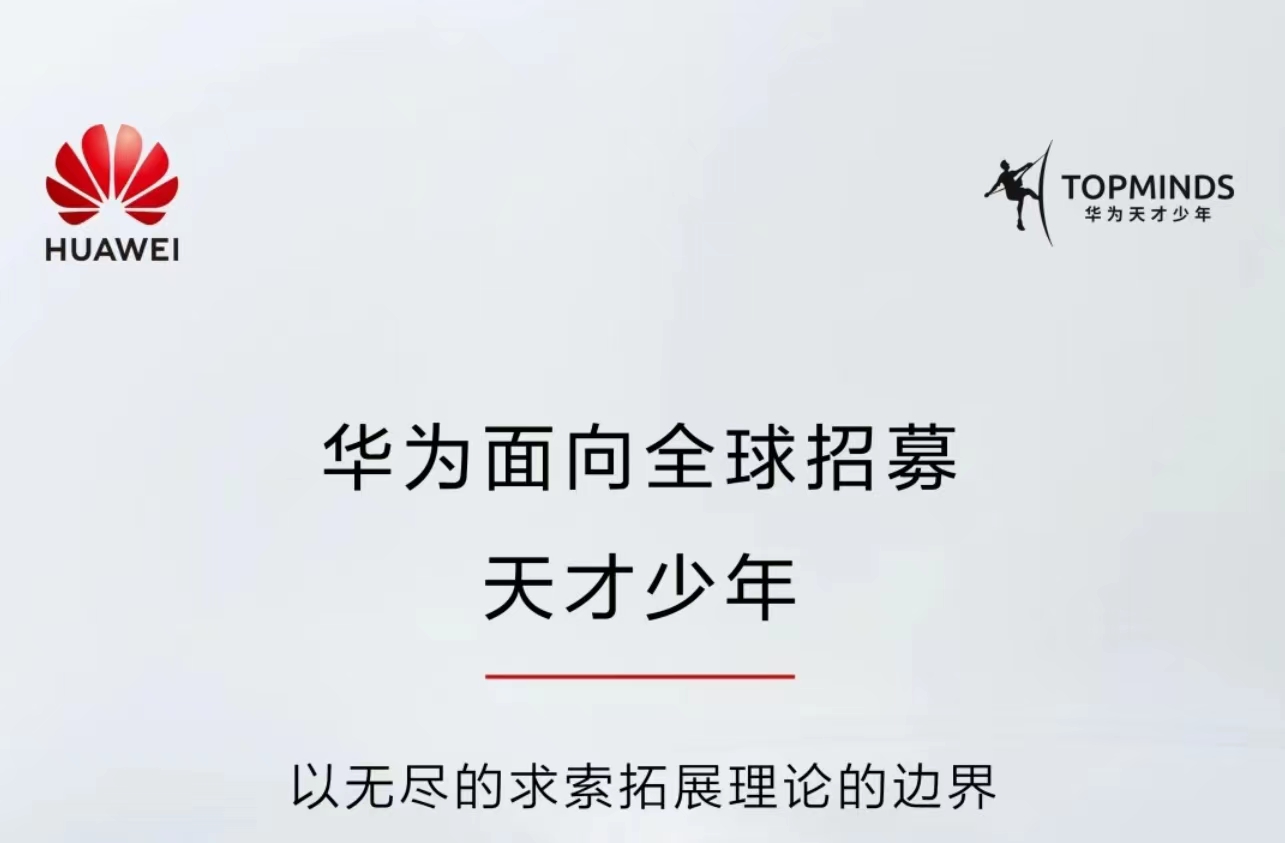 HUAWEI
TOPMINDS
华为天才少年
华为面向全球招募
天才少年
以无尽的求索拓展理论的边界